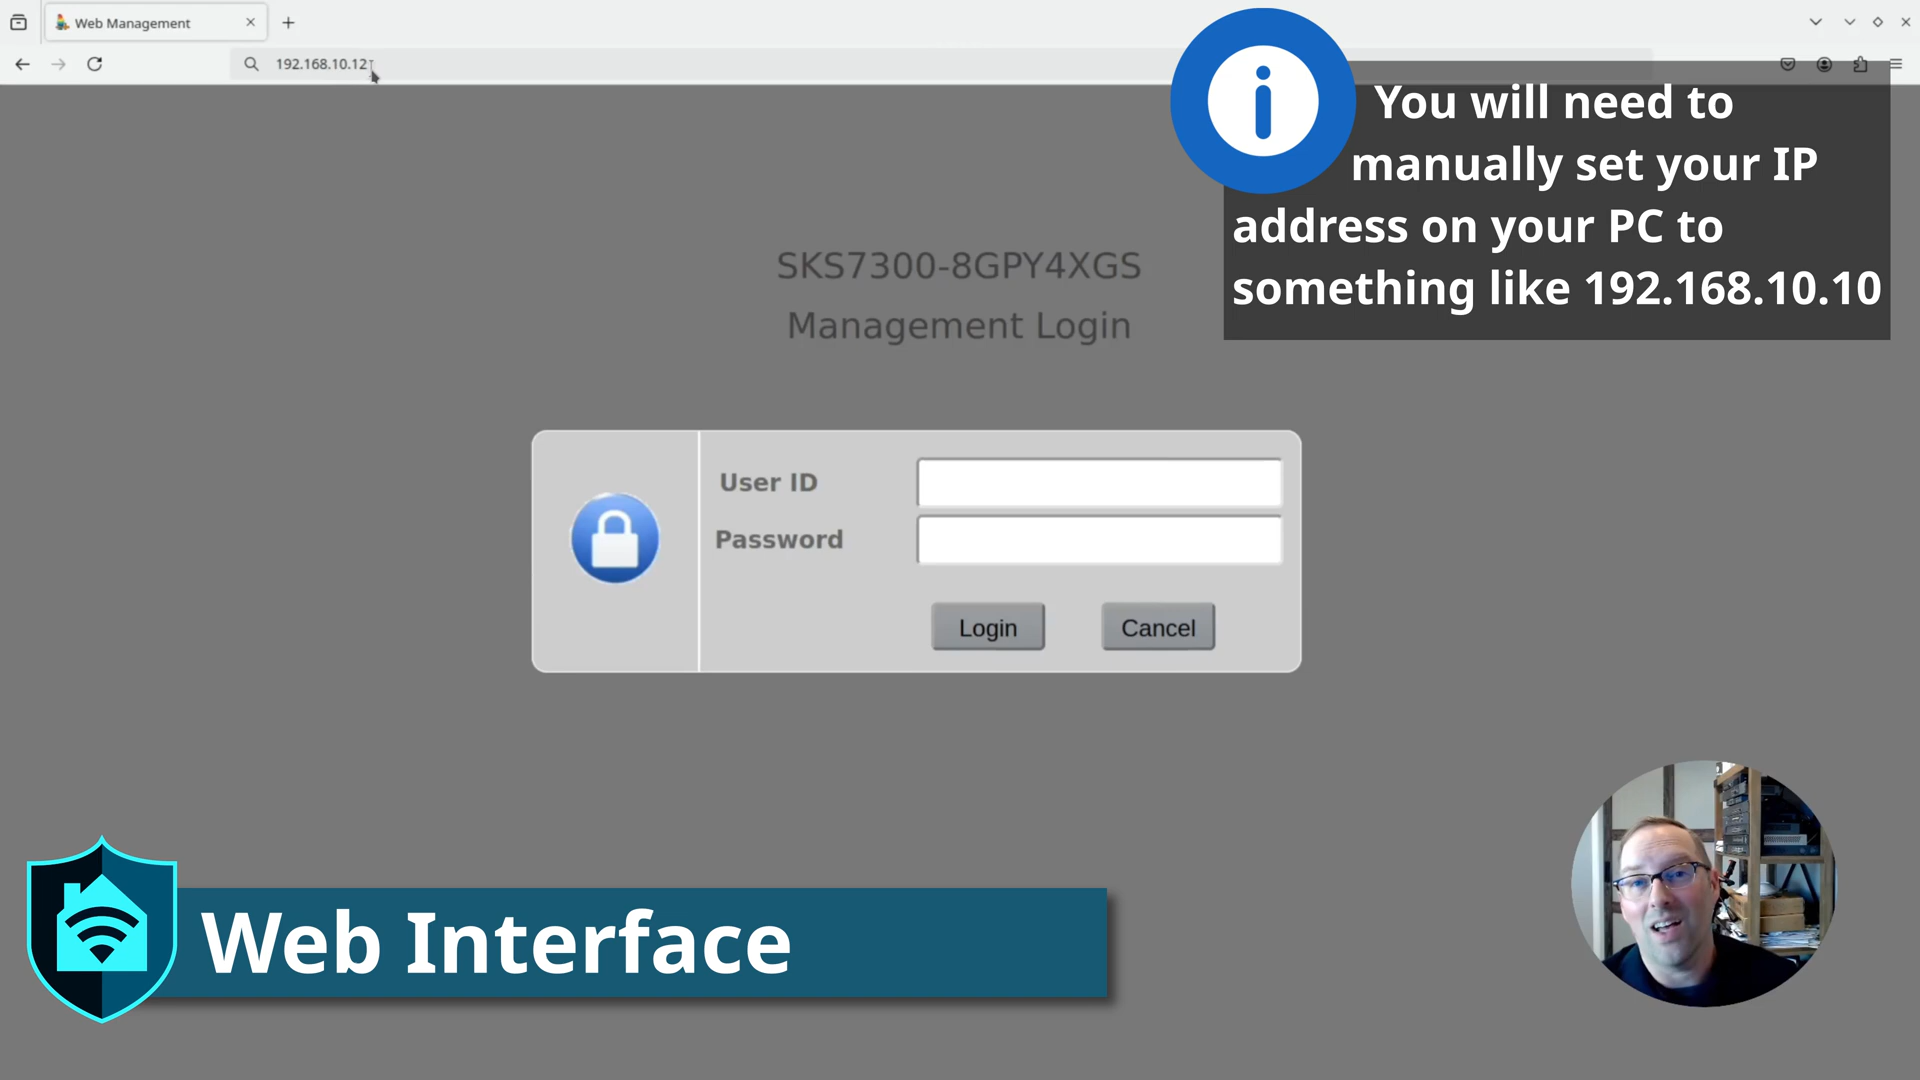 Web Management
192.168.10.12
You will need to
manually set your IP
address on your PC to
something like 192.168.10.10
SKS7300-8GPY4XGS
Management Login
User ID
Password
Login
Cancel
Web Interface